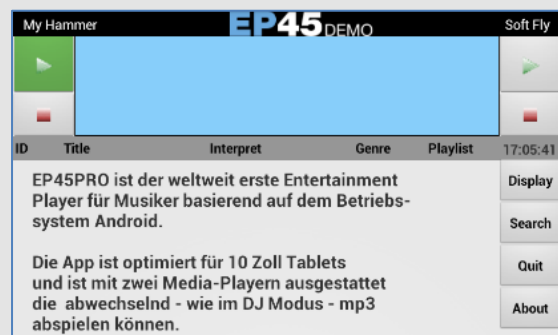 My Hammer EP45 DEMO Soft Fly
ID Title Interpret Genre Playlist 17:05:41
EP45PRO ist der weltweit erste Entertainment
Player für Musiker basierend auf dem Betriebs-
system Android.
Die App ist optimiert für 10 Zoll Tablets
und ist mit zwei Media-Playern ausgestattet
die abwechselnd - wie im DJ Modus - mp3
abspielen können.
Display
Search
Quit
About